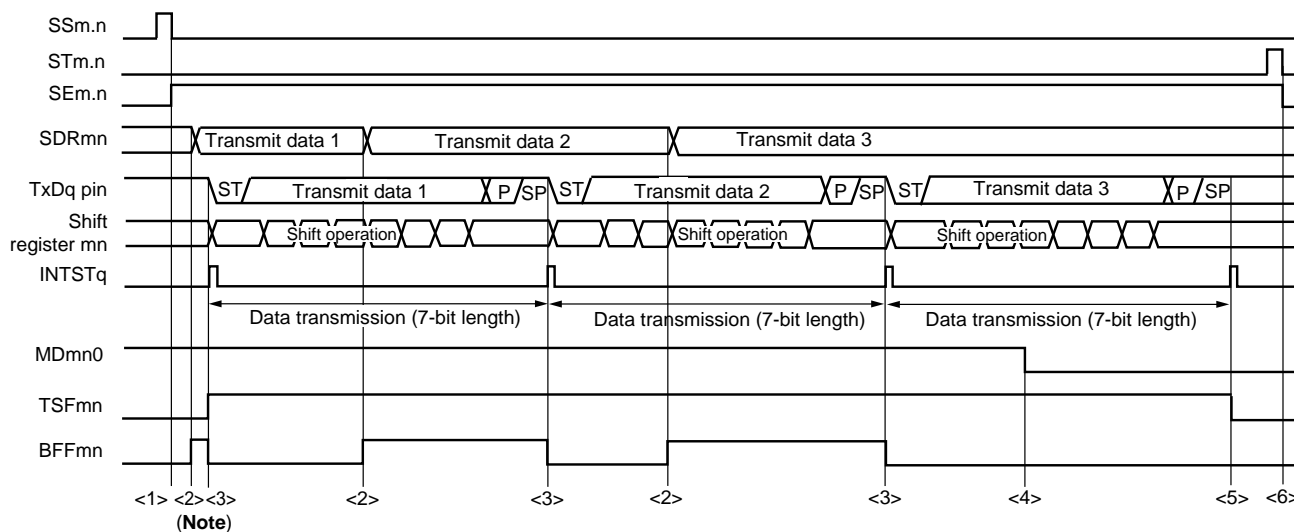 SSm.n
STm.n
SEm.n
SDRmn Transmit data 1 Transmit data 2 Transmit data 3
TxDq pin ST Transmit data 1 P SP ST Transmit data 2 P SP ST Transmit data 3 P SP
Shift
register mn Shift operation Shift operation Shift operation
INTSTq
Data transmission (7-bit length) Data transmission (7-bit length) Data transmission (7-bit length)
MDmn0
TSFmn
BFFmn
<1> <2> <3> <2> <3> <2> <3> <4> <5> <6>
(Note)